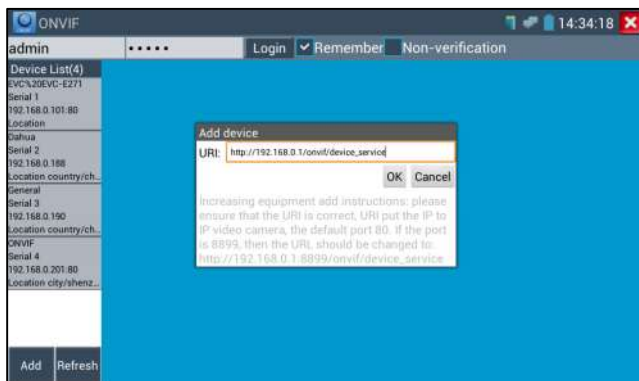 ONVIF
14:34:18
admin
•••••
Login
Remember
Non-verification
Device List(4)
EVC%20EVC-E271
Serial 1
192.168.0.101:80
Location
Dahua
Serial 2
192.168.0.188
Location country/ch...
General
Serial 3
192.168.0.190
Location country/ch...
ONVIF
Serial 4
192.168.0.201:80
Location city/shenz...
Add
Refresh
Add device
URI: http://192.168.0.1/onvif/device_service
OK
Cancel
Increasing equipment add instructions: please
ensure that the URI is correct, URI put the IP to
IP video camera, the default port 80. If the port
is 8899, then the URL should be changed to:
http://192.168.0.1:8899/onvif/device_service